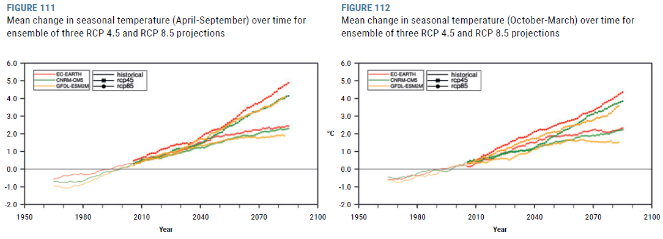 FIGURE 111
Mean change in seasonal temperature (April-September) over time for
ensemble of three RCP 4.5 and RCP 8.5 projections
6.0
5.0
4.0
3.0
2.0
1.0
0.0
-1.0
-2.0
EC-EARTH
CNRM-CM5
GFDL-ESM2M
historical
rcp45
rcp85
1950 1980 2010 2040 2070 2100
Year
FIGURE 112
Mean change in seasonal temperature (October-March) over time for
ensemble of three RCP 4.5 and RCP 8.5 projections
°C
6.0
5.0
4.0
3.0
2.0
1.0
0.0
-1.0
-2.0
EC-EARTH
CNRM-CM5
GFDL-ESM2M
historical
rcp45
rcp85
1950 1980 2010 2040 2070 2100
Year